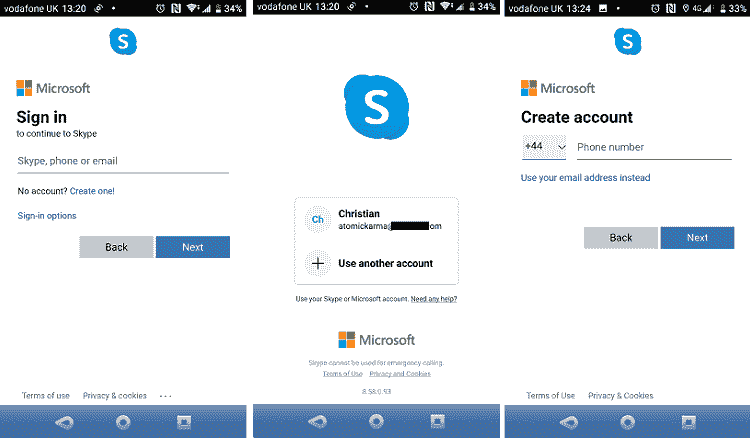 vodafone UK 13:20
34%
S
Microsoft
Sign in
to continue to Skype
Skype, phone or email
No account? Create one!
Sign-in options
Back
Next
Terms of use
Privacy & cookies
...
vodafone UK 13:20
34%
S
Ch
Christian
atomickarma@
om
Use another account
Use your Skype or Microsoft account. Need any help?
Microsoft
Skype cannot be used for emergency calling.
Terms of Use
Privacy and Cookies
8.58.0.93
vodafone UK 13:24
4G
33%
S
Microsoft
Create account
+44
Phone number
Use your email address instead
Back
Next
Terms of Use
Privacy & Cookies